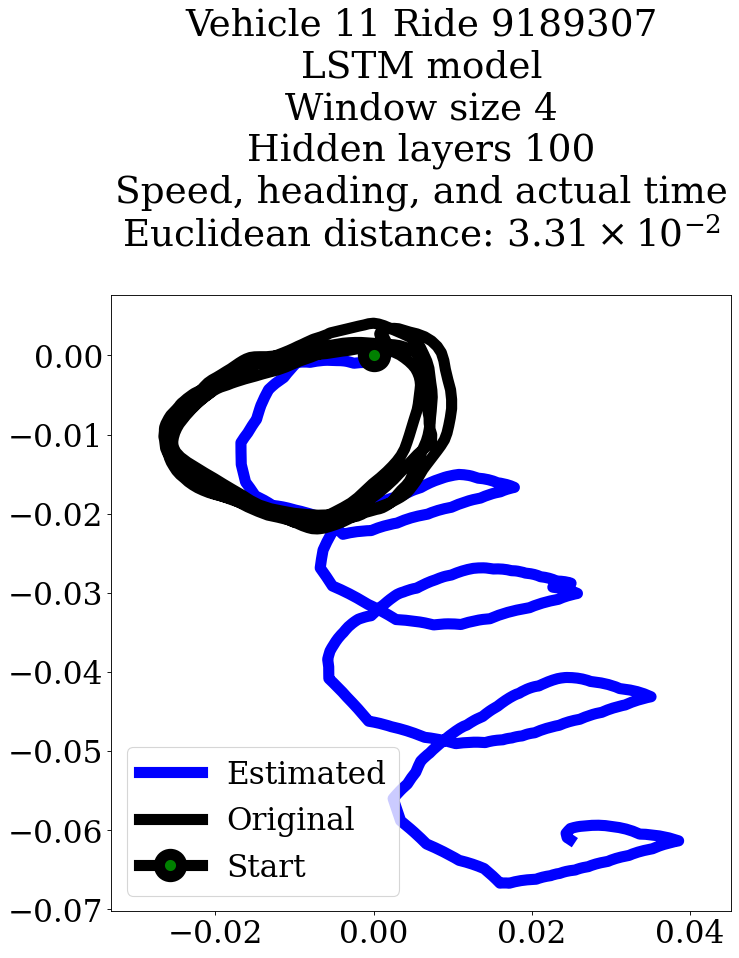 Vehicle 11 Ride 9189307
LSTM model
Window size 4
Hidden layers 100
Speed, heading, and actual time
Euclidean distance: 3.31 × 10⁻²
0.00
−0.01
−0.02
−0.03
−0.04
−0.05
−0.06
−0.07
Estimated
Original
Start
−0.02 0.00 0.02 0.04